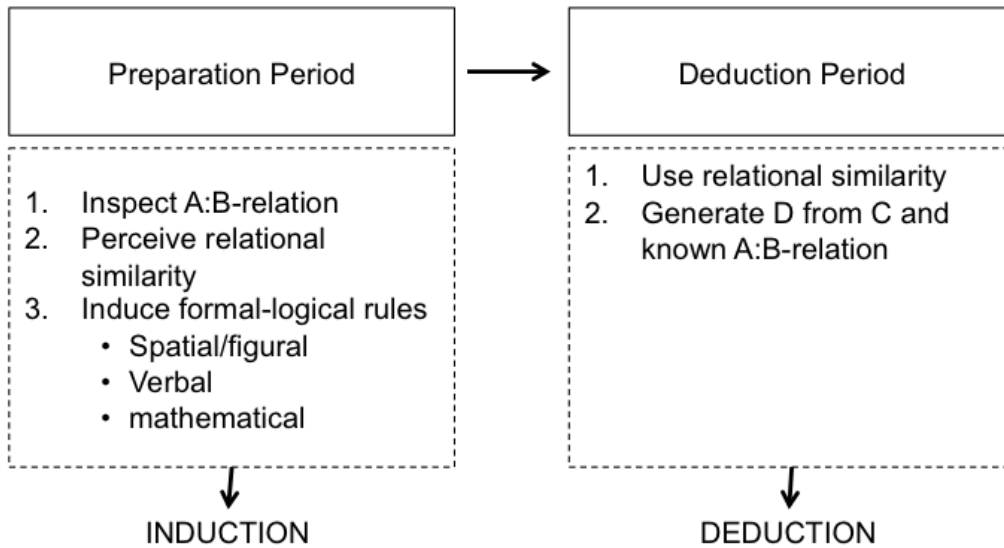 Preparation Period
1. Inspect A:B-relation
2. Perceive relational
similarity
3. Induce formal-logical rules
• Spatial/figural
• Verbal
• mathematical
INDUCTION
Deduction Period
1. Use relational similarity
2. Generate D from C and
known A:B-relation
DEDUCTION